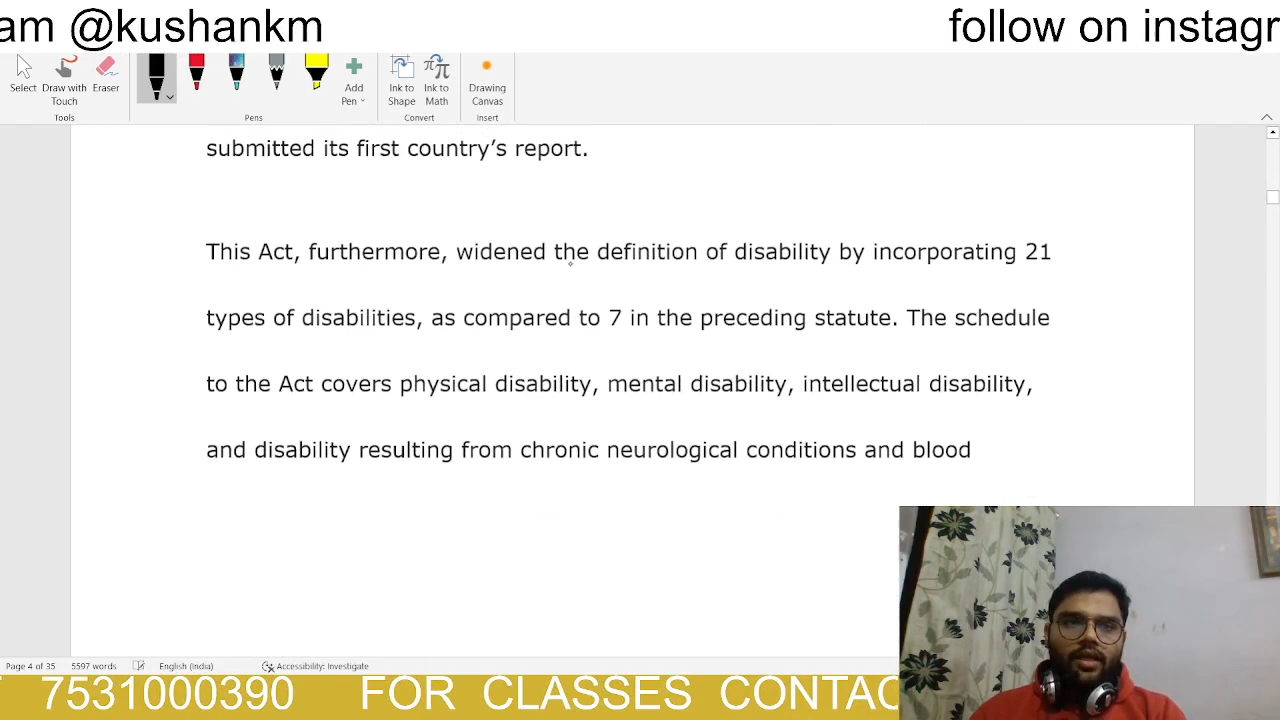 am @kushankm
follow on instagr
Select
Draw with Touch
Eraser
Add Pen
Ink to Shape
Ink to Math
Drawing Canvas
Tools
Pens
Convert
Insert
submitted its first country's report.
This Act, furthermore, widened the definition of disability by incorporating 21
types of disabilities, as compared to 7 in the preceding statute. The schedule
to the Act covers physical disability, mental disability, intellectual disability,
and disability resulting from chronic neurological conditions and blood
Page 4 of 35
5597 words
English (India)
Accessibility: Investigate
7531000390
FOR CLASSES CONTAC